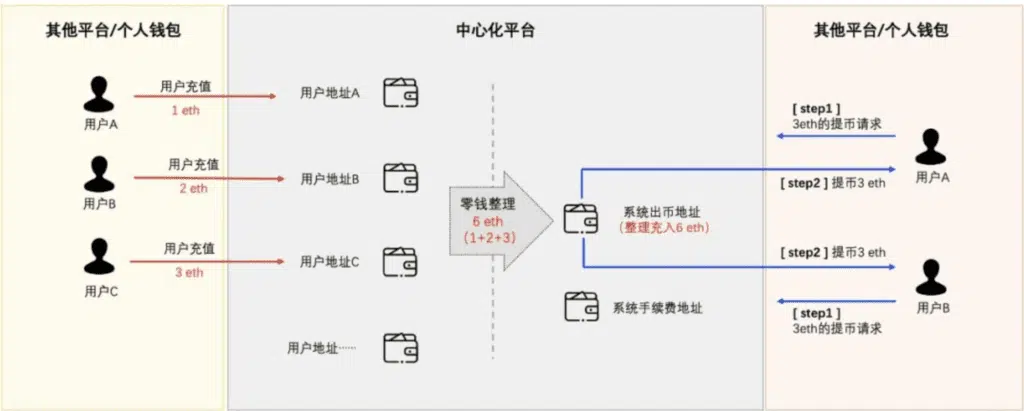 其他平台/个人钱包
用户充值
1 eth
用户A
用户充值
2 eth
用户B
用户充值
3 eth
用户C
中心化平台
用户地址A
用户地址B
用户地址C
用户地址······
零钱整理
6 eth
（1+2+3）
系统出币地址
（整理充入6 eth）
系统手续费地址
其他平台/个人钱包
[ step1 ]
3eth的提币请求
用户A
[ step2 ] 提币3 eth
[ step2 ] 提币3 eth
用户B
[ step1 ]
3eth的提币请求